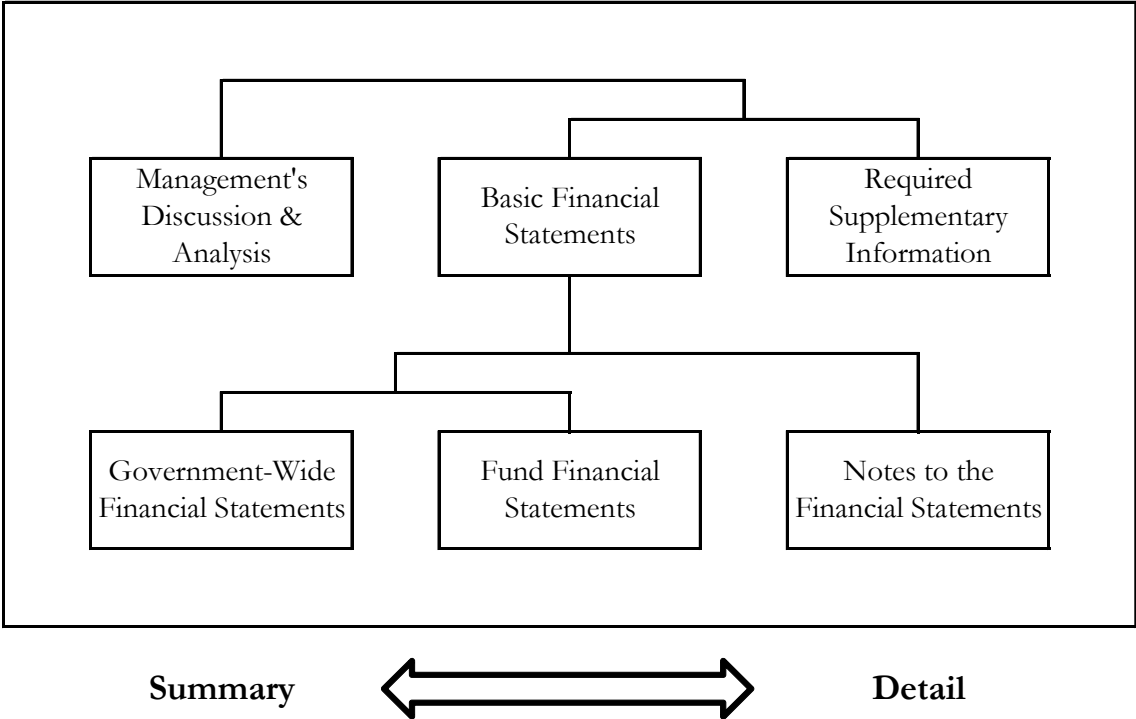 Management's
Discussion &
Analysis
Basic Financial
Statements
Required
Supplementary
Information
Government-Wide
Financial Statements
Fund Financial
Statements
Notes to the
Financial Statements
Summary
Detail